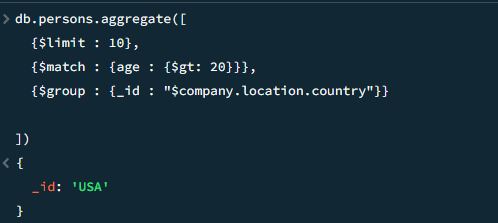 > db.persons.aggregate([
{$limit : 10},
{$match : {age : {$gt: 20}}},
{$group : {_id : "$company.location.country"}}
])
< {
_id: 'USA'
}